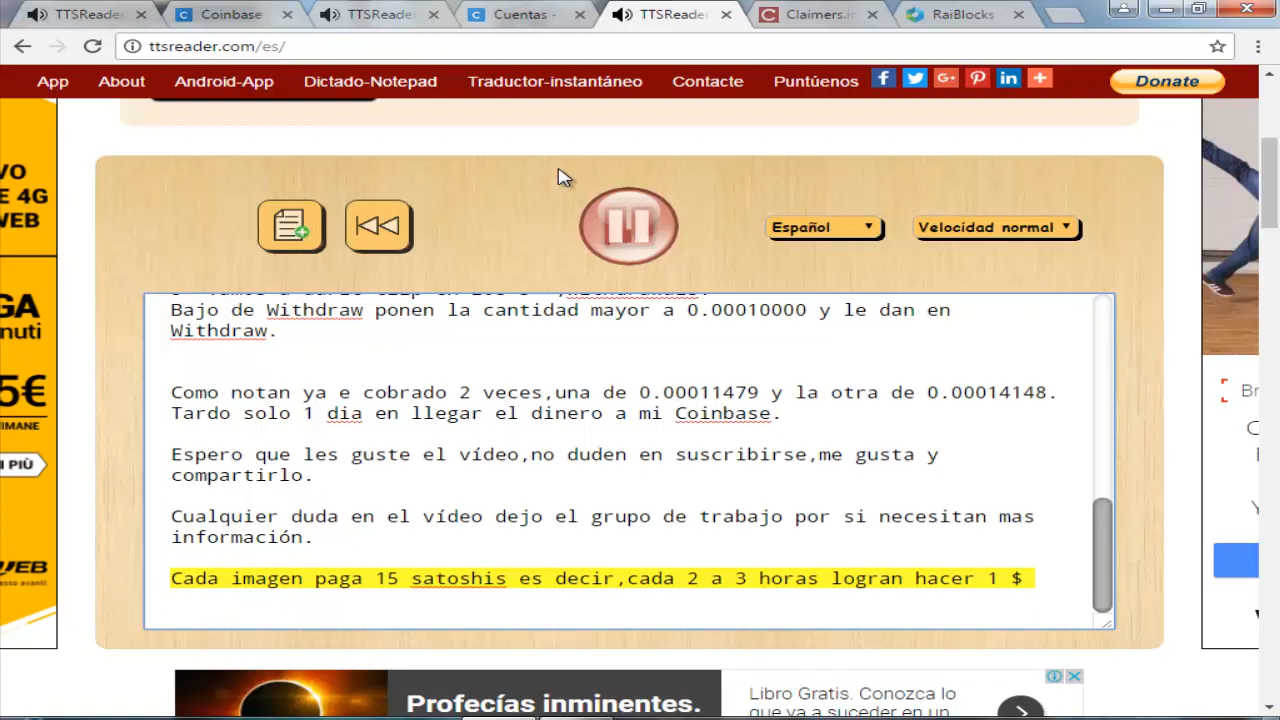 TTSReader
Coinbase
TTSReader
Cuentas -
TTSReader
Claimers.i
RaiBlocks
ttsreader.com/es/
App
About
Android-App
Dictado-Notepad
Traductor-instantáneo
Contacte
Puntúenos
Donate
VO
E 4G
WEB
GA
nuti
5€
IMANE
I PIÙ
WEB
asso avanti
Español
Velocidad normal
Bajo de Withdraw ponen la cantidad mayor a 0.00010000 y le dan en
Withdraw.
Como notan ya e cobrado 2 veces,una de 0.00011479 y la otra de 0.00014148.
Tardo solo 1 dia en llegar el dinero a mi Coinbase.
Espero que les guste el vídeo,no duden en suscribirse,me gusta y
compartirlo.
Cualquier duda en el vídeo dejo el grupo de trabajo por si necesitan mas
información.
Cada imagen paga 15 satoshis es decir,cada 2 a 3 horas logran hacer 1 $
Br
Profecías inminentes.
Libro Gratis. Conozca lo
que va a suceder en un